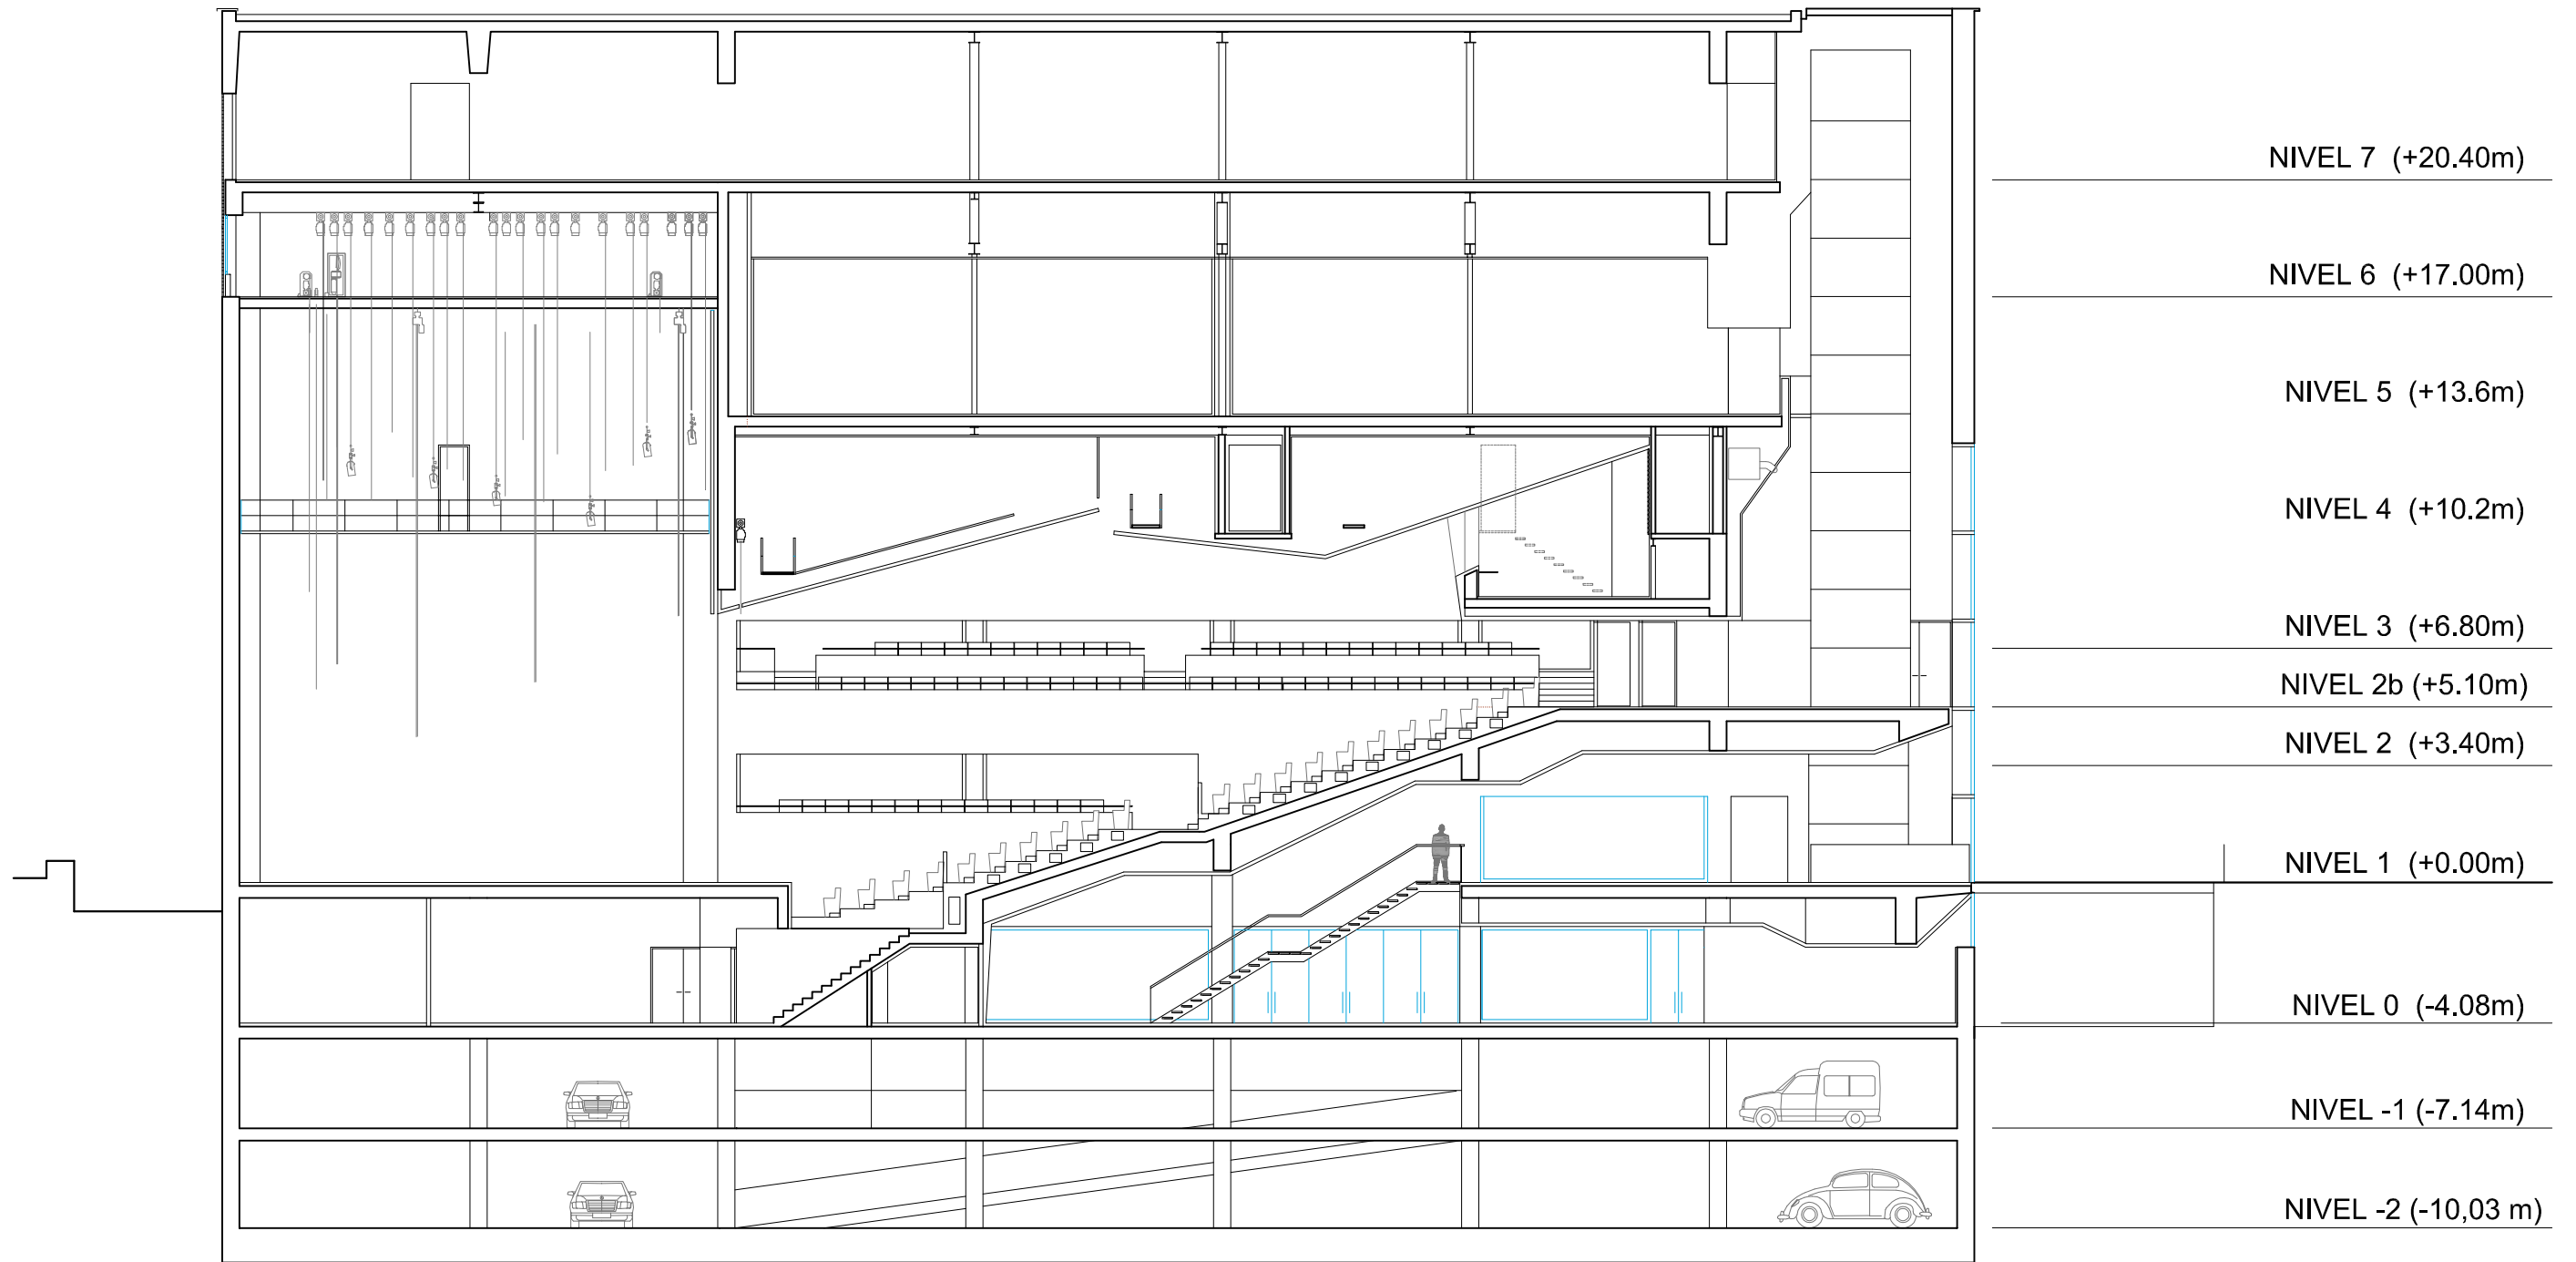 NIVEL 7 (+20.40m)
NIVEL 6 (+17.00m)
NIVEL 5 (+13.6m)
NIVEL 4 (+10.2m)
NIVEL 3 (+6.80m)
NIVEL 2b (+5.10m)
NIVEL 2 (+3.40m)
NIVEL 1 (+0.00m)
NIVEL 0 (-4.08m)
NIVEL -1 (-7.14m)
NIVEL -2 (-10,03 m)